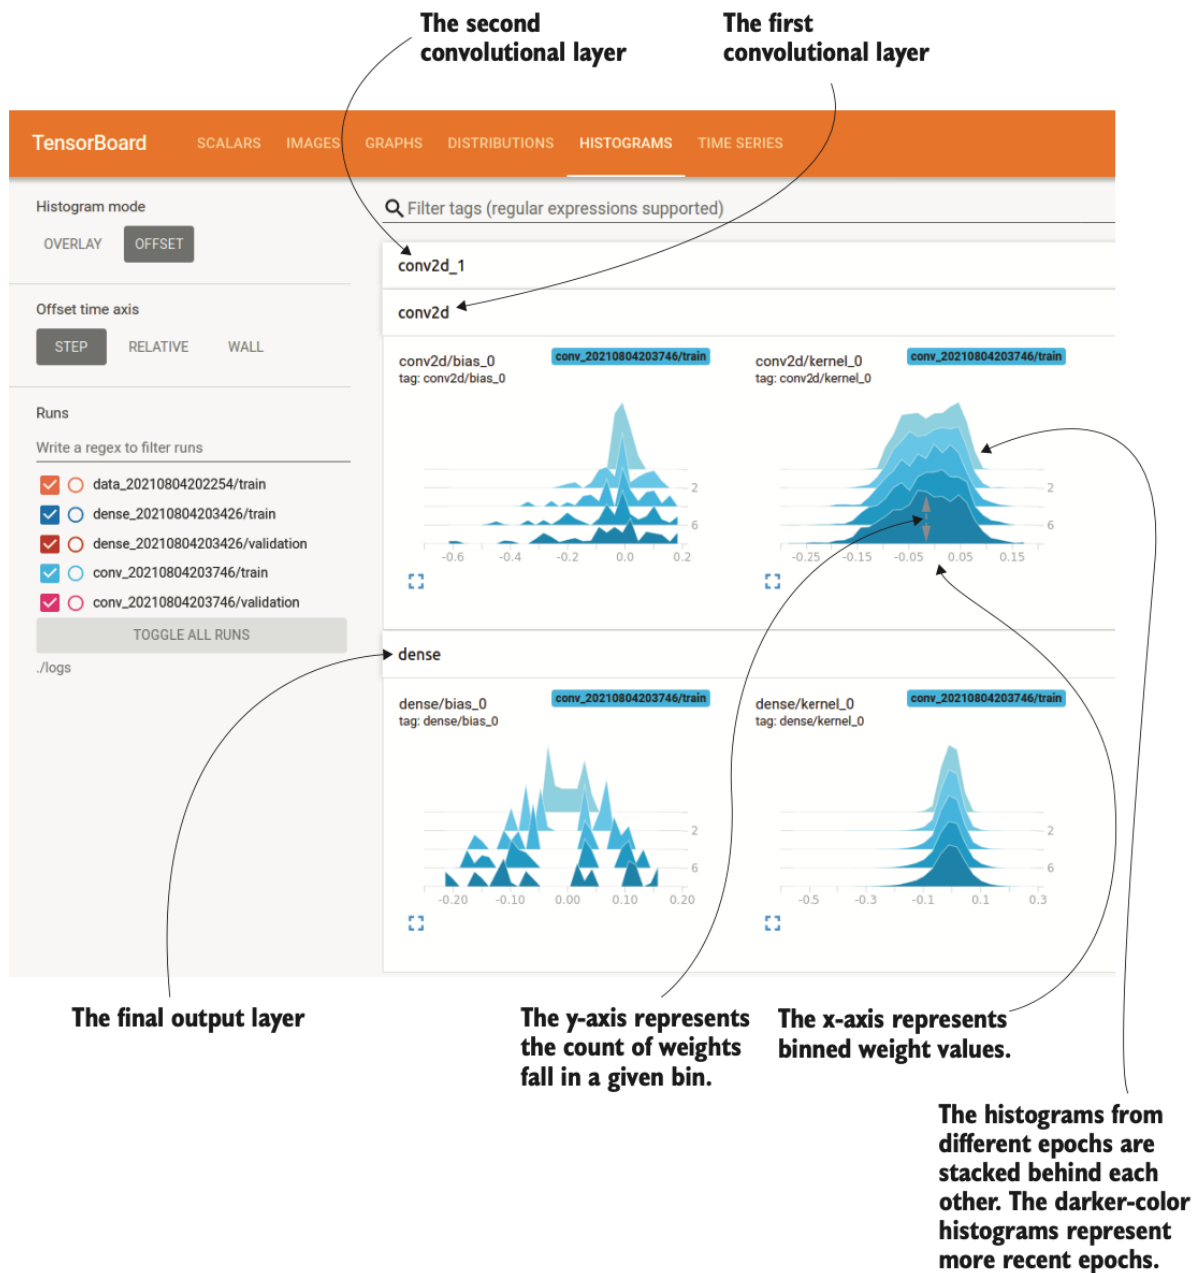 The second
convolutional layer
The first
convolutional layer
TensorBoard
SCALARS
IMAGES
GRAPHS
DISTRIBUTIONS
HISTOGRAMS
TIME SERIES
Histogram mode
OVERLAY
OFFSET
Offset time axis
STEP
RELATIVE
WALL
Runs
Write a regex to filter runs
data_20210804202254/train
dense_20210804203426/train
dense_20210804203426/validation
conv_20210804203746/train
conv_20210804203746/validation
TOGGLE ALL RUNS
./logs
Filter tags (regular expressions supported)
conv2d_1
conv2d
conv2d/bias_0
tag: conv2d/bias_0
conv_20210804203746/train
2
6
-0.6 -0.4 -0.2 0.0 0.2
conv2d/kernel_0
tag: conv2d/kernel_0
conv_20210804203746/train
2
6
-0.25 -0.15 -0.05 0.05 0.15
dense
dense/bias_0
tag: dense/bias_0
conv_20210804203746/train
2
6
-0.20 -0.10 0.00 0.10 0.20
dense/kernel_0
tag: dense/kernel_0
conv_20210804203746/train
2
6
-0.5 -0.3 -0.1 0.1 0.3
The final output layer
The y-axis represents
the count of weights
fall in a given bin.
The x-axis represents
binned weight values.
The histograms from
different epochs are
stacked behind each
other. The darker-color
histograms represent
more recent epochs.